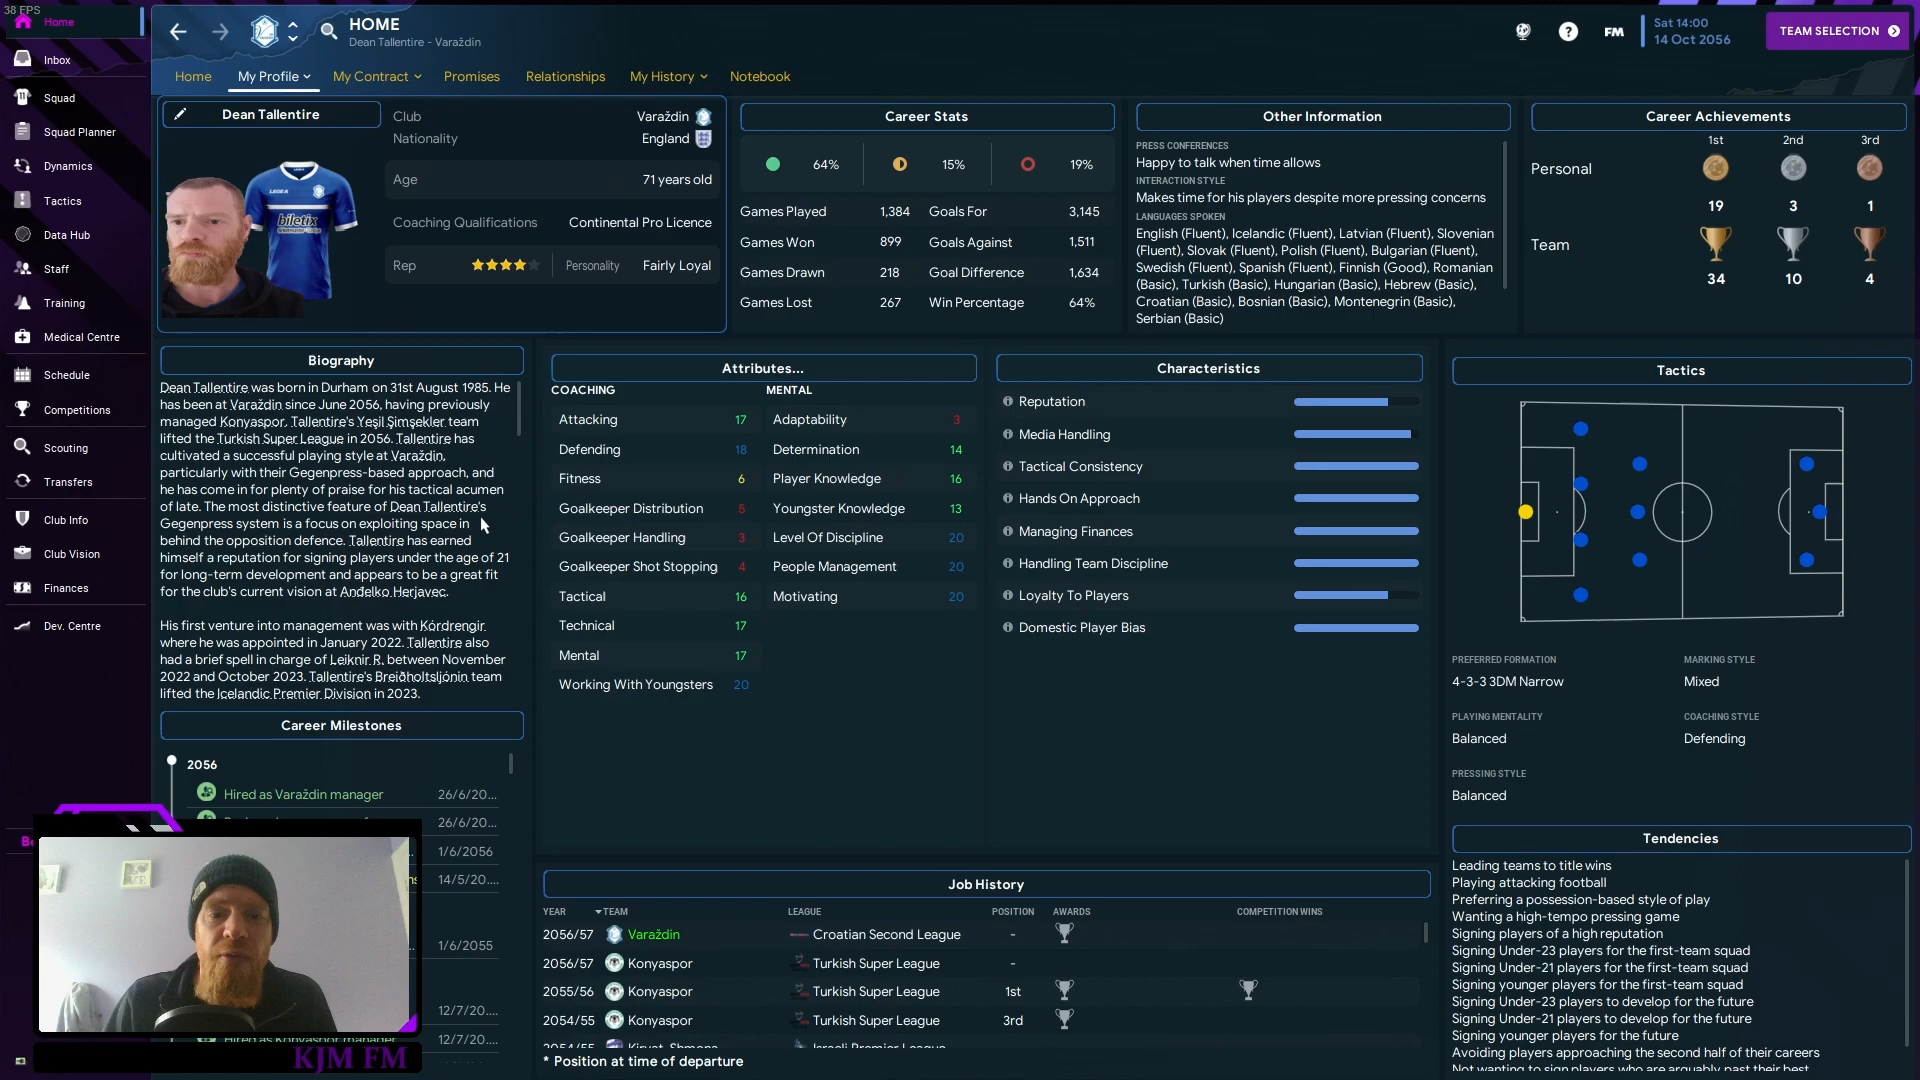 38 FPS
Home
Inbox
Squad
Squad Planner
Dynamics
Tactics
Data Hub
Staff
Training
Medical Centre
Schedule
Competitions
Scouting
Transfers
Club Info
Club Vision
Finances
Dev. Centre
HOME
Dean Tallentire - Varaždin
FM
Sat 14:00
14 Oct 2056
TEAM SELECTION
Home
My Profile
My Contract
Promises
Relationships
My History
Notebook
Dean Tallentire
biletix
Club Varaždin
Nationality England
Age 71 years old
Coaching Qualifications Continental Pro Licence
Rep
Personality Fairly Loyal
Career Stats
64% 15% 19%
Games Played 1,384 Goals For 3,145
Games Won 899 Goals Against 1,511
Games Drawn 218 Goal Difference 1,634
Games Lost 267 Win Percentage 64%
Other Information
PRESS CONFERENCES
Happy to talk when time allows
INTERACTION STYLE
Makes time for his players despite more pressing concerns
LANGUAGES SPOKEN
English (Fluent), Icelandic (Fluent), Latvian (Fluent), Slovenian
(Fluent), Slovak (Fluent), Polish (Fluent), Bulgarian (Fluent),
Swedish (Fluent), Spanish (Fluent), Finnish (Good), Romanian
(Basic), Turkish (Basic), Hungarian (Basic), Hebrew (Basic),
Croatian (Basic), Bosnian (Basic), Montenegrin (Basic),
Serbian (Basic)
Career Achievements
1st 2nd 3rd
Personal
19 3 1
Team
34 10 4
Biography
Dean Tallentire was born in Durham on 31st August 1985. He
has been at Varaždin since June 2056, having previously
managed Konyaspor. Tallentire's Yeşil Şimşekler team
lifted the Turkish Super League in 2056. Tallentire has
cultivated a successful playing style at Varaždin,
particularly with their Gegenpress-based approach, and
he has come in for plenty of praise for his tactical acumen
of late. The most distinctive feature of Dean Tallentire's
Gegenpress system is a focus on exploiting space in
behind the opposition defence. Tallentire has earned
himself a reputation for signing players under the age of 21
for long-term development and appears to be a great fit
for the club's current vision at Anđelko Herjavec.
His first venture into management was with Kórdrengir
where he was appointed in January 2022. Tallentire also
had a brief spell in charge of Leiknir R. between November
2022 and October 2023. Tallentire's Breiðholtsljónin team
lifted the Icelandic Premier Division in 2023.
Career Milestones
2056
Hired as Varaždin manager 26/6/20...
26/6/20...
1/6/2056
14/5/20...
1/6/2055
12/7/20...
Hired as Konyaspor manager 12/7/20...
KJM FM
Attributes...
COACHING
Attacking 17
Defending 18
Fitness 6
Goalkeeper Distribution 5
Goalkeeper Handling 3
Goalkeeper Shot Stopping 4
Tactical 16
Technical 17
Mental 17
Working With Youngsters 20
MENTAL
Adaptability 3
Determination 14
Player Knowledge 16
Youngster Knowledge 13
Level Of Discipline 20
People Management 20
Motivating 20
Characteristics
Reputation
Media Handling
Tactical Consistency
Hands On Approach
Managing Finances
Handling Team Discipline
Loyalty To Players
Domestic Player Bias
Job History
YEAR TEAM LEAGUE POSITION AWARDS COMPETITION WINS
2056/57 Varaždin Croatian Second League -
2056/57 Konyaspor Turkish Super League -
2055/56 Konyaspor Turkish Super League 1st
2054/55 Konyaspor Turkish Super League 3rd
2054/55 Kiryat-Shmona Israeli Premier League
* Position at time of departure
Tactics
PREFERRED FORMATION
4-3-3 3DM Narrow
MARKING STYLE
Mixed
PLAYING MENTALITY
Balanced
COACHING STYLE
Defending
PRESSING STYLE
Balanced
Tendencies
Leading teams to title wins
Playing attacking football
Preferring a possession-based style of play
Wanting a high-tempo pressing game
Signing players of a high reputation
Signing Under-23 players for the first-team squad
Signing Under-21 players for the first-team squad
Signing younger players for the first-team squad
Signing Under-23 players to develop for the future
Signing Under-21 players to develop for the future
Signing younger players for the future
Avoiding players approaching the second half of their careers
Not wanting to sign players who are arguably past their best